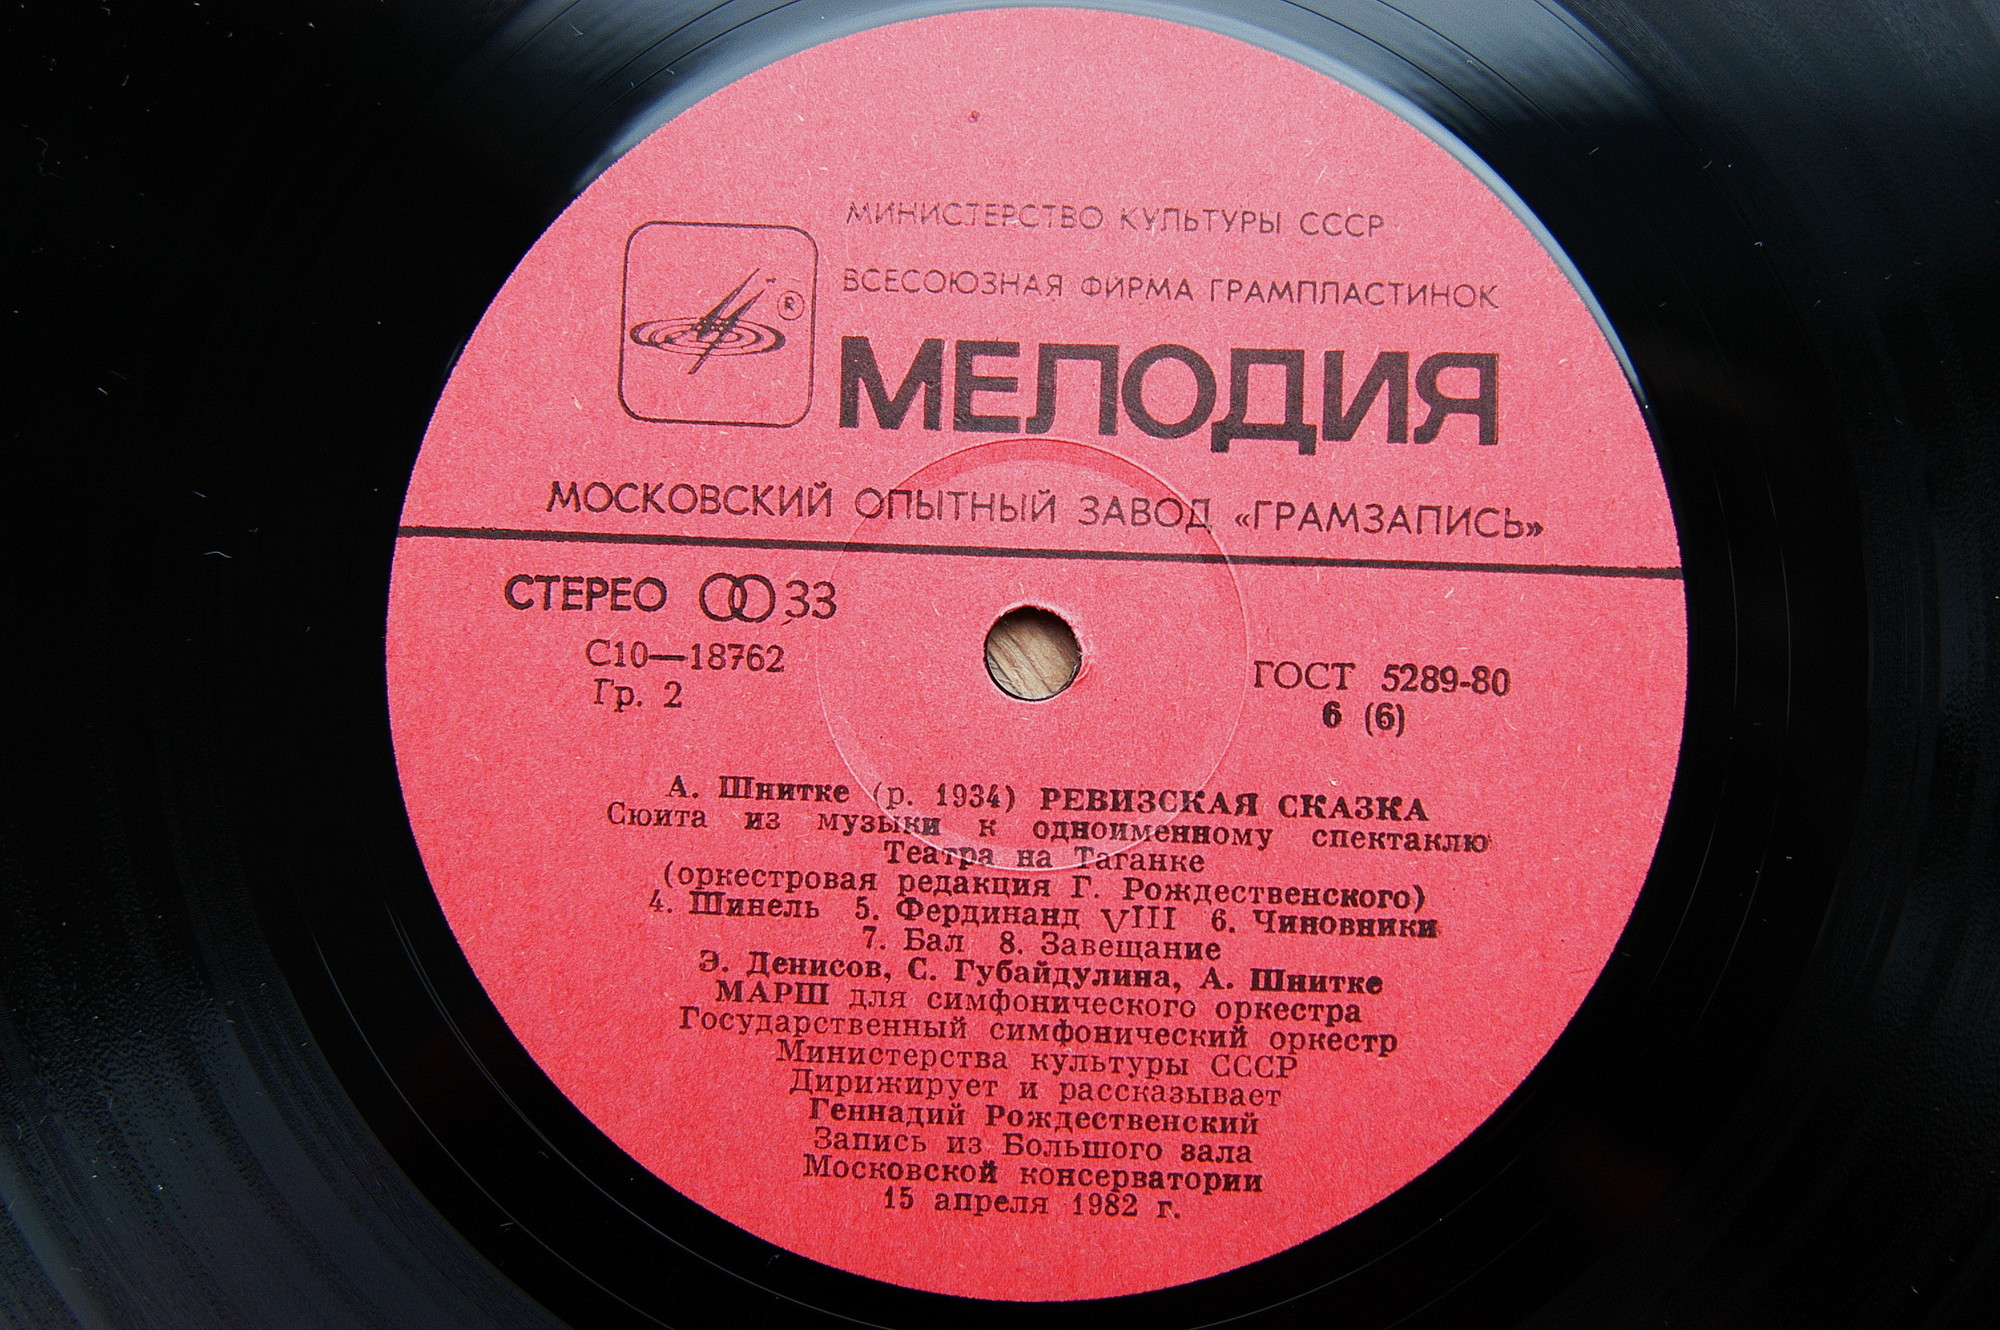 МИНИСТЕРСТВО КУЛЬТУРЫ СССР
ВСЕСОЮЗНАЯ ФИРМА ГРАМПЛАСТИНОК
®
МЕЛОДИЯ
МОСКОВСКИЙ ОПЫТНЫЙ ЗАВОД «ГРАМЗАПИСЬ»
СТЕРЕО 33
С10—18762
Гр. 2
ГОСТ 5289-80
6 (6)
А. Шнитке (р. 1934) РЕВИЗСКАЯ СКАЗКА
Сюита из музыки к одноименному спектаклю
Театра на Таганке
(оркестровая редакция Г. Рождественского)
4. Шинель 5. Фердинанд VIII 6. Чиновники
7. Бал 8. Завещание
Э. Денисов, С. Губайдулина, А. Шнитке
МАРШ для симфонического оркестра
Государственный симфонический оркестр
Министерства культуры СССР
Дирижирует и рассказывает
Геннадий Рождественский
Запись из Большого зала
Московской консерватории
15 апреля 1982 г.